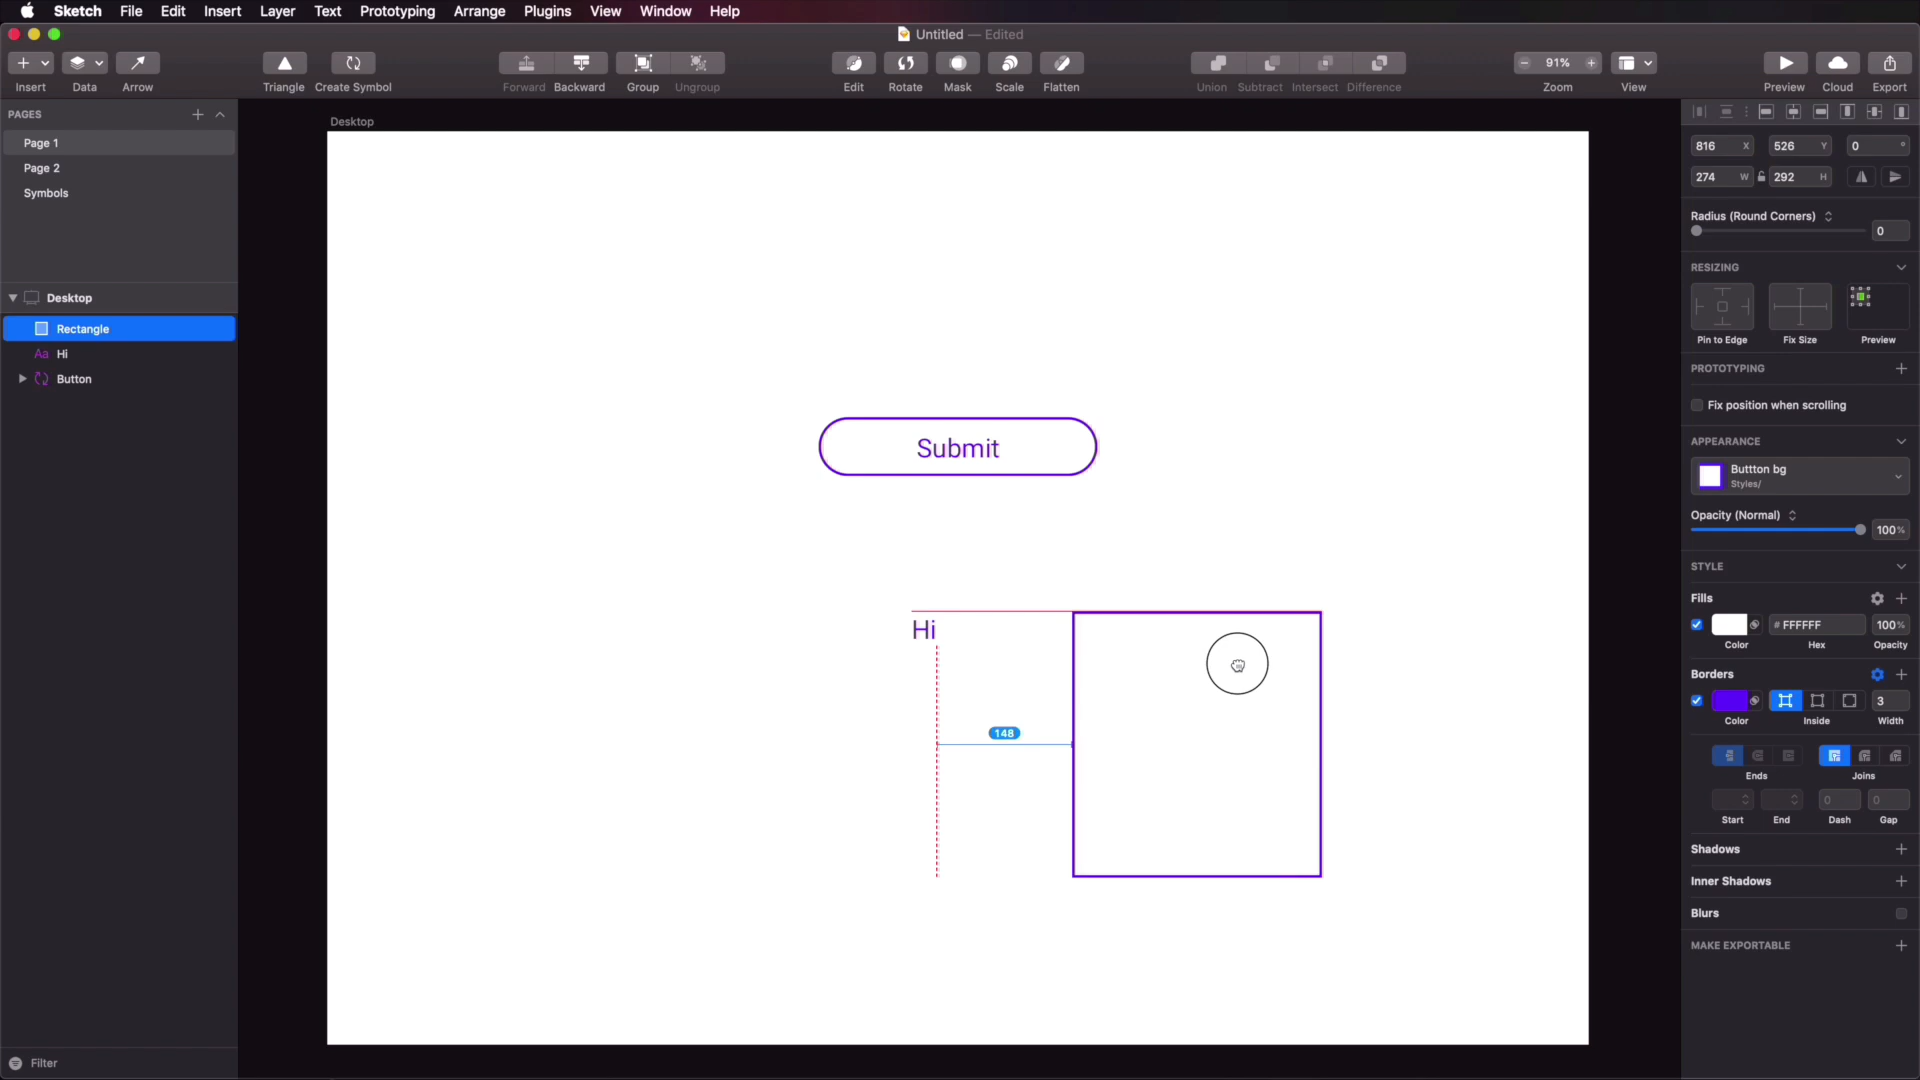 Sketch File Edit Insert Layer Text Prototyping Arrange Plugins View Window Help
Untitled — Edited
91%
Insert Data Arrow Triangle Create Symbol Forward Backward Group Ungroup Edit Rotate Mask Scale Flatten Union Subtract Intersect Difference Zoom View Preview Cloud Export
PAGES
Page 1
Page 2
Symbols
Desktop
Rectangle
Aa Hi
Button
Filter
Desktop
Submit
Hi
148
816 X 526 Y 0 °
274 W 292 H
Radius (Round Corners)
0
RESIZING
Pin to Edge Fix Size Preview
PROTOTYPING
Fix position when scrolling
APPEARANCE
Buttton bg
Styles/
Opacity (Normal)
100%
STYLE
Fills
# FFFFFF 100%
Color Hex Opacity
Borders
3
Color Inside Width
Ends Joins
0 0
Start End Dash Gap
Shadows
Inner Shadows
Blurs
MAKE EXPORTABLE